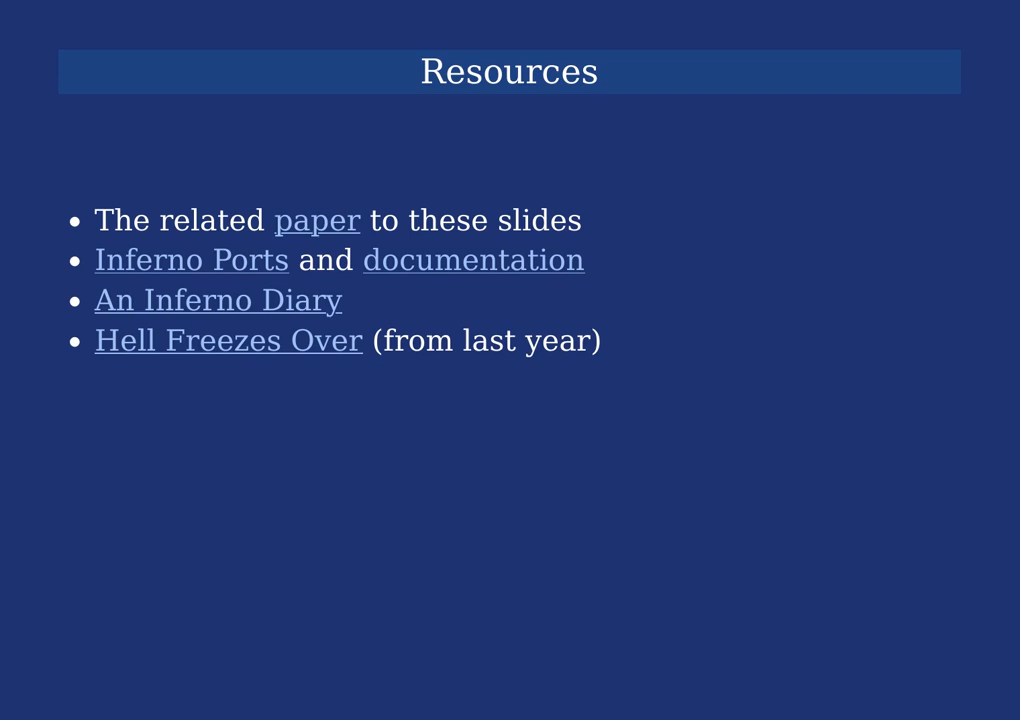 Resources
• The related paper to these slides
• Inferno Ports and documentation
• An Inferno Diary
• Hell Freezes Over (from last year)